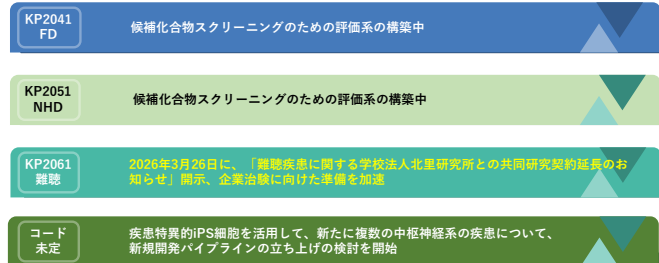 KP2041
FD
候補化合物スクリーニングのための評価系の構築中
KP2051
NHD
候補化合物スクリーニングのための評価系の構築中
KP2061
難聴
2026年3月26日に、「難聴疾患に関する学校法人北里研究所との共同研究契約延長のお
知らせ」開示、企業治験に向けた準備を加速
コード
未定
疾患特異的iPS細胞を活用して、新たに複数の中枢神経系の疾患について、
新規開発パイプラインの立ち上げの検討を開始